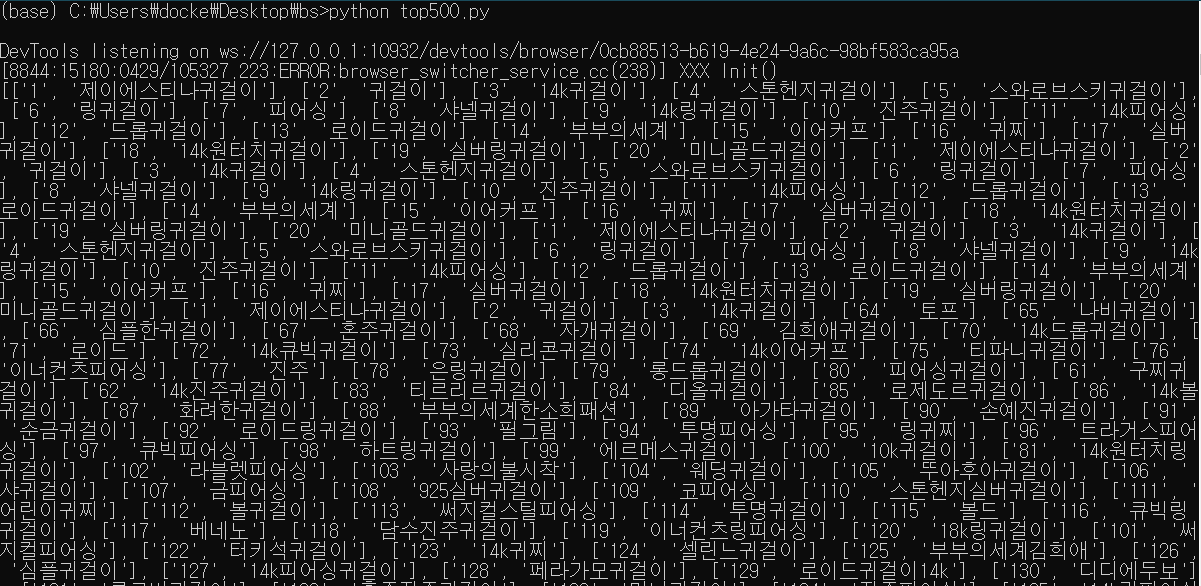 (base) C:₩Users₩docke₩Desktop₩bs>python top500.py
DevTools listening on ws://127.0.0.1:10932/devtools/browser/0cb88513-b619-4e24-9a6c-98bf583ca95a
[8844:15180:0429/105327.223:ERROR:browser_switcher_service.cc(238)] XXX Init()
[['1', '제이에스티나귀걸이'], ['2', '귀걸이'], ['3', '14k귀걸이'], ['4', '스톤헨지귀걸이'], ['5', '스와로브스키귀걸이'],
['6', '링귀걸이'], ['7', '피어싱'], ['8', '샤넬귀걸이'], ['9', '14k링귀걸이'], ['10', '진주귀걸이'], ['11', '14k피어싱'
], ['12', '드롭귀걸이'], ['13', '로이드귀걸이'], ['14', '부부의세계'], ['15', '이어커프'], ['16', '귀찌'], ['17', '실버
귀걸이'], ['18', '14k원터치귀걸이'], ['19', '실버링귀걸이'], ['20', '미니골드귀걸이'], ['1', '제이에스티나귀걸이'], ['2'
, '귀걸이'], ['3', '14k귀걸이'], ['4', '스톤헨지귀걸이'], ['5', '스와로브스키귀걸이'], ['6', '링귀걸이'], ['7', '피어싱'
], ['8', '샤넬귀걸이'], ['9', '14k링귀걸이'], ['10', '진주귀걸이'], ['11', '14k피어싱'], ['12', '드롭귀걸이'], ['13', '
로이드귀걸이'], ['14', '부부의세계'], ['15', '이어커프'], ['16', '귀찌'], ['17', '실버귀걸이'], ['18', '14k원터치귀걸이'
], ['19', '실버링귀걸이'], ['20', '미니골드귀걸이'], ['1', '제이에스티나귀걸이'], ['2', '귀걸이'], ['3', '14k귀걸이'], [
'4', '스톤헨지귀걸이'], ['5', '스와로브스키귀걸이'], ['6', '링귀걸이'], ['7', '피어싱'], ['8', '샤넬귀걸이'], ['9', '14k
링귀걸이'], ['10', '진주귀걸이'], ['11', '14k피어싱'], ['12', '드롭귀걸이'], ['13', '로이드귀걸이'], ['14', '부부의세계'
], ['15', '이어커프'], ['16', '귀찌'], ['17', '실버귀걸이'], ['18', '14k원터치귀걸이'], ['19', '실버링귀걸이'], ['20', '
미니골드귀걸이'], ['1', '제이에스티나귀걸이'], ['2', '귀걸이'], ['3', '14k귀걸이'], ['64', '로프'], ['65', '나비귀걸이']
, ['66', '심플한귀걸이'], ['67', '혼주귀걸이'], ['68', '자개귀걸이'], ['69', '김희애귀걸이'], ['70', '14k드롭귀걸이'], [
'71', '로이드'], ['72', '14k큐빅귀걸이'], ['73', '실리콘귀걸이'], ['74', '14k이어커프'], ['75', '티파니귀걸이'], ['76',
'이너컨츠피어싱'], ['77', '진주'], ['78', '은링귀걸이'], ['79', '롱드롭귀걸이'], ['80', '피어싱귀걸이'], ['61', '구찌귀
걸이'], ['62', '14k진주귀걸이'], ['83', '티르리르귀걸이'], ['84', '디올귀걸이'], ['85', '로제도르귀걸이'], ['86', '14k볼
귀걸이'], ['87', '화려한귀걸이'], ['88', '부부의세계한소희패션'], ['89', '아가타귀걸이'], ['90', '손예진귀걸이'], ['91',
'순금귀걸이'], ['92', '로이드링귀걸이'], ['93', '필그림'], ['94', '투명피어싱'], ['95', '링귀찌'], ['96', '트라거스피어
싱'], ['97', '큐빅피어싱'], ['98', '하트링귀걸이'], ['99', '에르메스귀걸이'], ['100', '10k귀걸이'], ['81', '14k원터치링
귀걸이'], ['102', '라블렛피어싱'], ['103', '사랑의불시착'], ['104', '웨딩귀걸이'], ['105', '뚜아후아귀걸이'], ['106', '
샤귀걸이'], ['107', '금피어싱'], ['108', '925실버귀걸이'], ['109', '코피어싱'], ['110', '스톤헨지실버귀걸이'], ['111', '
어린이귀찌'], ['112', '볼귀걸이'], ['113', '써지컬스틸피어싱'], ['114', '투명귀걸이'], ['115', '볼드'], ['116', '큐빅링
귀걸이'], ['117', '베네노'], ['118', '담수진주귀걸이'], ['119', '이너컨츠링피어싱'], ['120', '18k링귀걸이'], ['101', '써
지컬피어싱'], ['122', '터키석귀걸이'], ['123', '14k귀찌'], ['124', '셀린느귀걸이'], ['125', '부부의세계김희애'], ['126',
'심플귀걸이'], ['127', '14k피어싱귀걸이'], ['128', '페라가모귀걸이'], ['129', '로이드귀걸이14k'], ['130', '디디에두보'